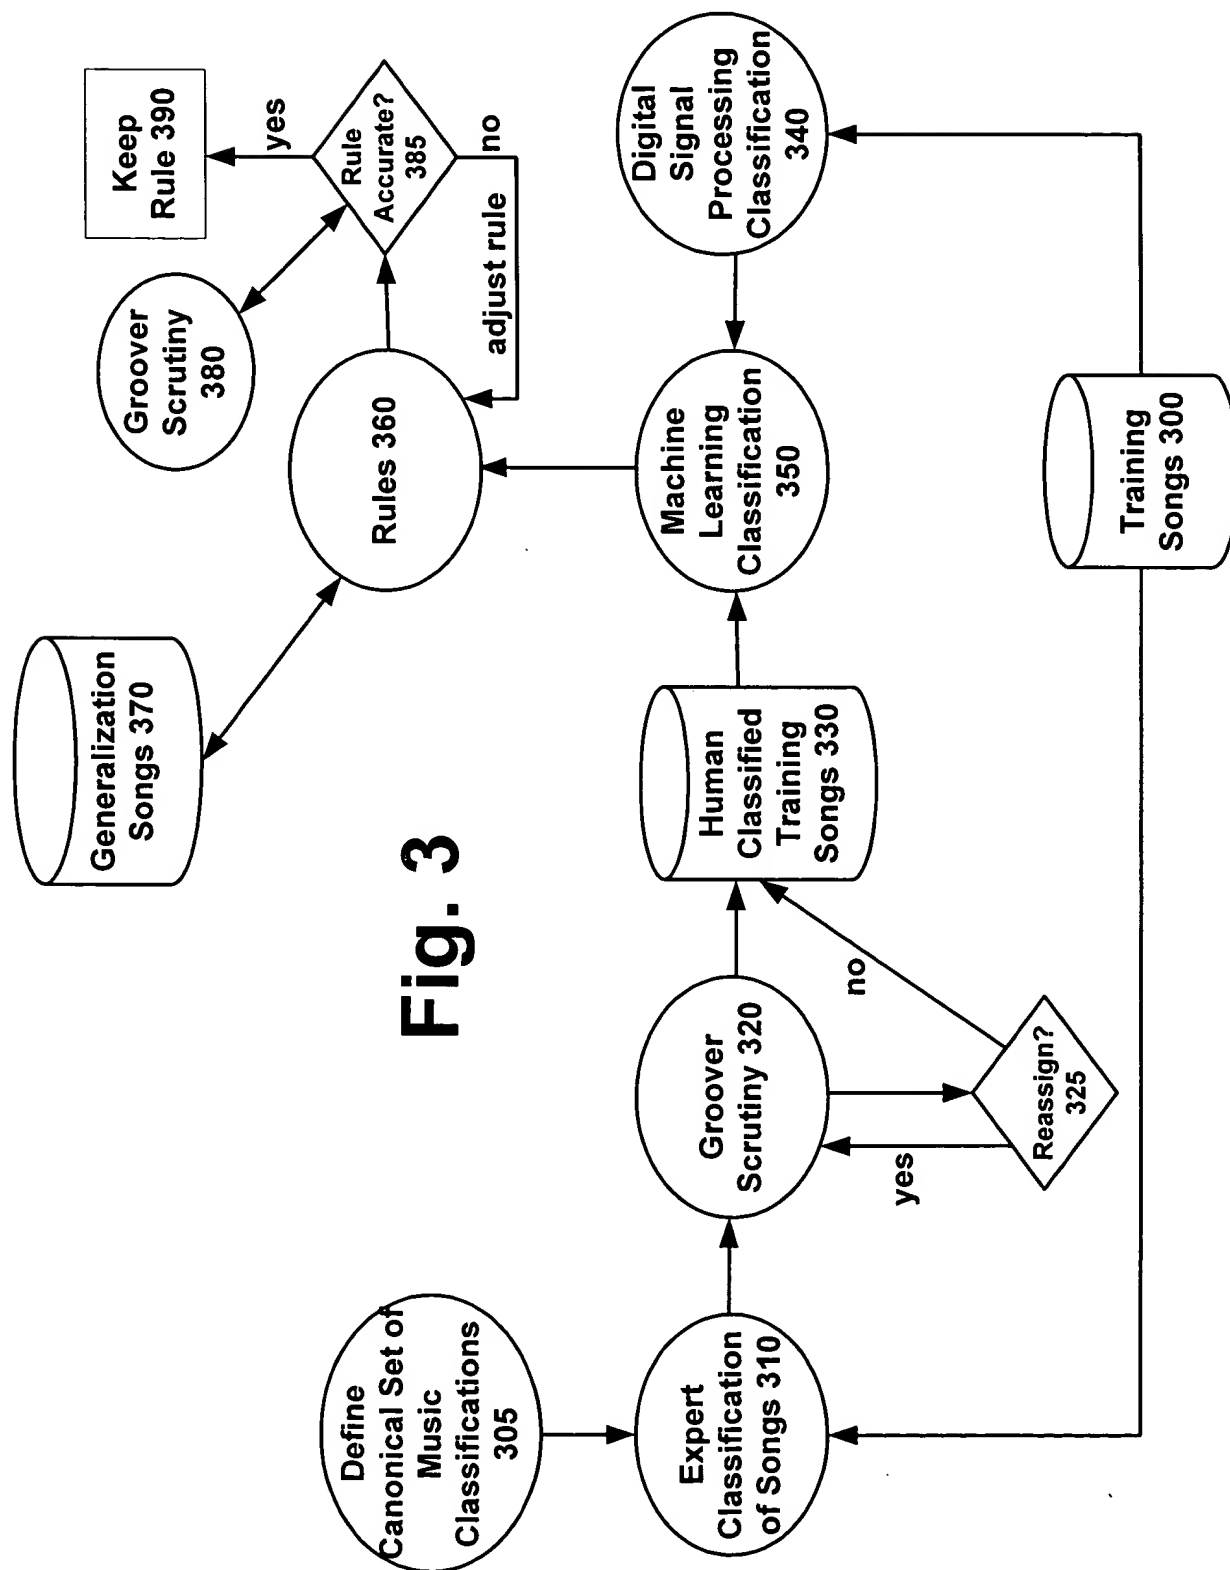 Define
Canonical Set of
Music
Classifications
305
Expert
Classification
of Songs 310
Groover
Scrutiny 320
Reassign?
325
yes
no
Human
Classified
Training
Songs 330
Machine
Learning
Classification
350
Digital
Signal
Processing
Classification
340
Training
Songs 300
Fig. 3
Generalization
Songs 370
Rules 360
Groover
Scrutiny
380
Rule
Accurate?
385
yes
no
adjust rule
Keep
Rule 390